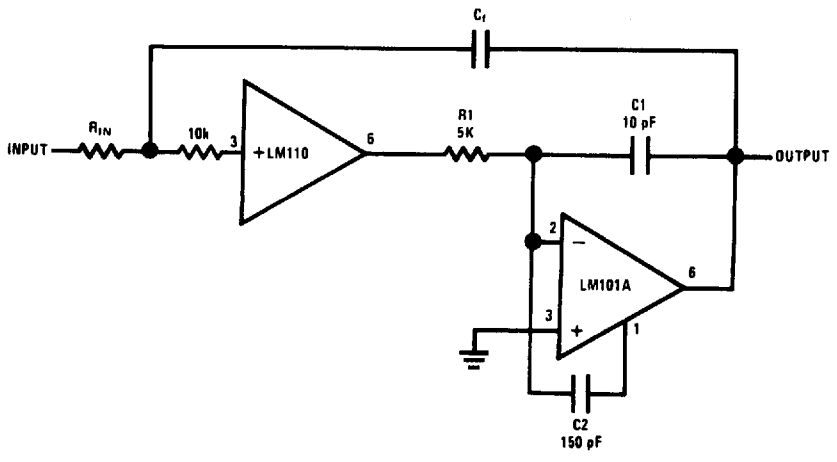 Cf
R1
5K
C1
10 pF
RIN
10k
INPUT
3
+
LM110
6
OUTPUT
2
−
LM101A
6
3
+
1
C2
150 pF